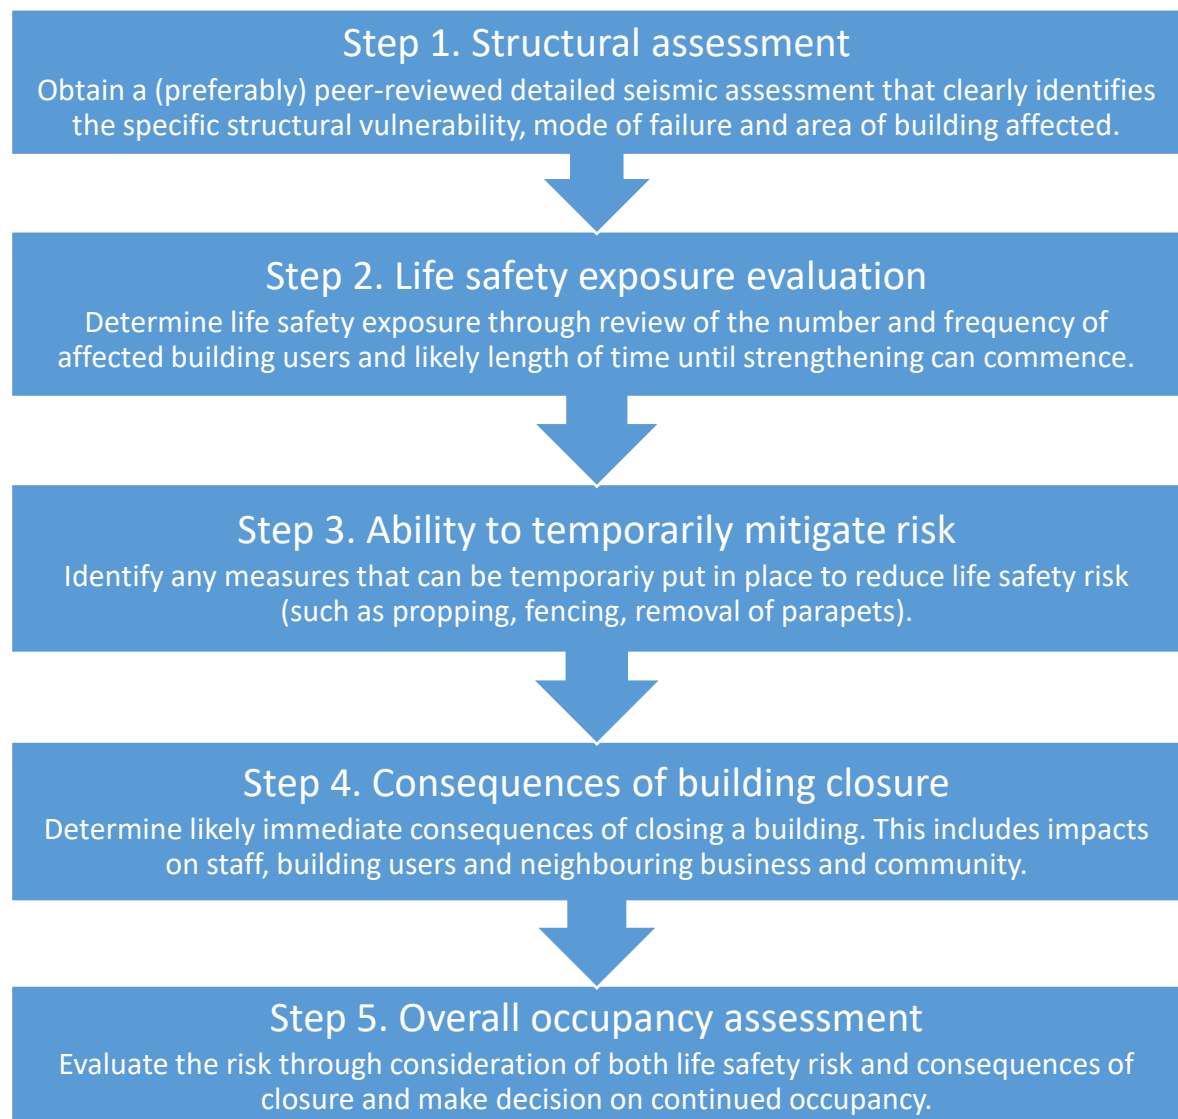 Step 1. Structural assessment
Obtain a (preferably) peer-reviewed detailed seismic assessment that clearly identifies
the specific structural vulnerability, mode of failure and area of building affected.
Step 2. Life safety exposure evaluation
Determine life safety exposure through review of the number and frequency of
affected building users and likely length of time until strengthening can commence.
Step 3. Ability to temporarily mitigate risk
Identify any measures that can be temporariy put in place to reduce life safety risk
(such as propping, fencing, removal of parapets).
Step 4. Consequences of building closure
Determine likely immediate consequences of closing a building. This includes impacts
on staff, building users and neighbouring business and community.
Step 5. Overall occupancy assessment
Evaluate the risk through consideration of both life safety risk and consequences of
closure and make decision on continued occupancy.